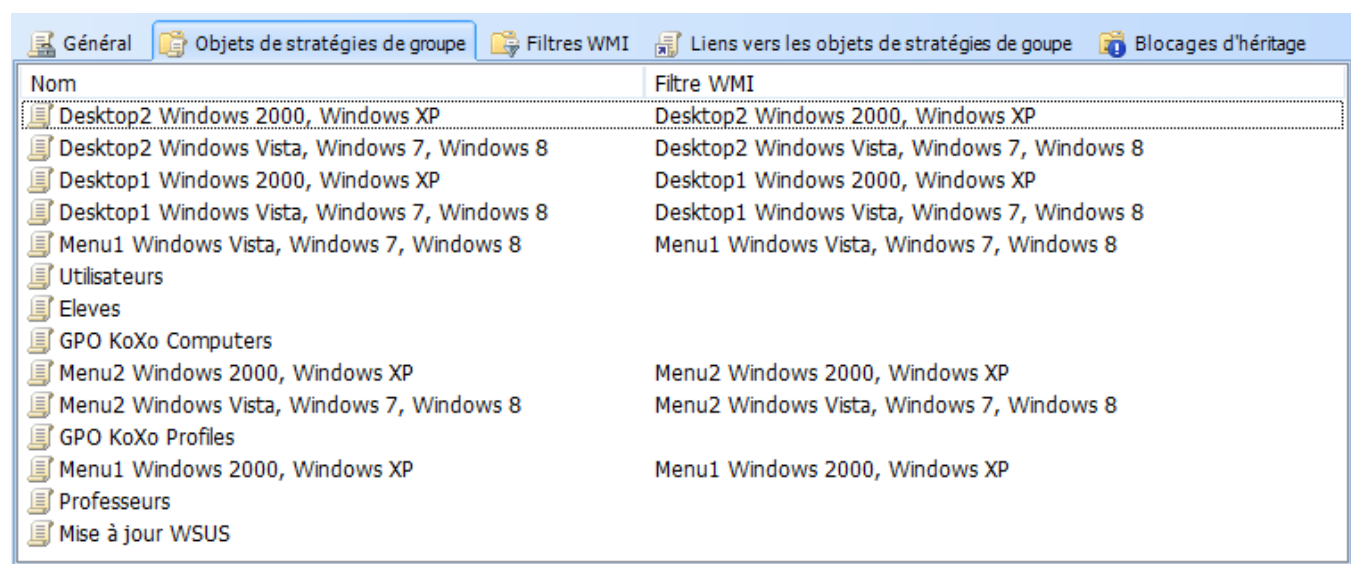 Général Objets de stratégies de groupe Filtres WMI Liens vers les objets de stratégies de goupe Blocages d'héritage
Nom Filtre WMI
Desktop2 Windows 2000, Windows XP Desktop2 Windows 2000, Windows XP
Desktop2 Windows Vista, Windows 7, Windows 8 Desktop2 Windows Vista, Windows 7, Windows 8
Desktop1 Windows 2000, Windows XP Desktop1 Windows 2000, Windows XP
Desktop1 Windows Vista, Windows 7, Windows 8 Desktop1 Windows Vista, Windows 7, Windows 8
Menu1 Windows Vista, Windows 7, Windows 8 Menu1 Windows Vista, Windows 7, Windows 8
Utilisateurs
Eleves
GPO KoXo Computers
Menu2 Windows 2000, Windows XP Menu2 Windows 2000, Windows XP
Menu2 Windows Vista, Windows 7, Windows 8 Menu2 Windows Vista, Windows 7, Windows 8
GPO KoXo Profiles
Menu1 Windows 2000, Windows XP Menu1 Windows 2000, Windows XP
Professeurs
Mise à jour WSUS